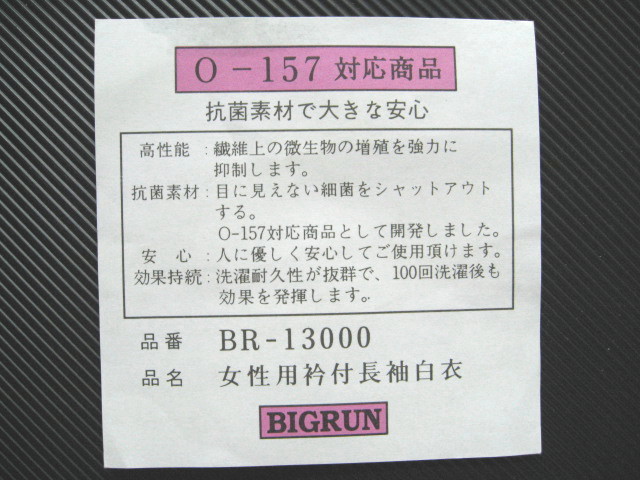 O-157 対応商品
抗菌素材で大きな安心
高性能：繊維上の微生物の増殖を強力に
抑制します。
抗菌素材：目に見えない細菌をシャットアウト
する。
O-157対応商品として開発しました。
安心：人に優しく安心してご使用頂けます。
効果持続：洗濯耐久性が抜群で、100回洗濯後も
効果を発揮します。
品番 BR-13000
品名 女性用衿付長袖白衣
BIGRUN